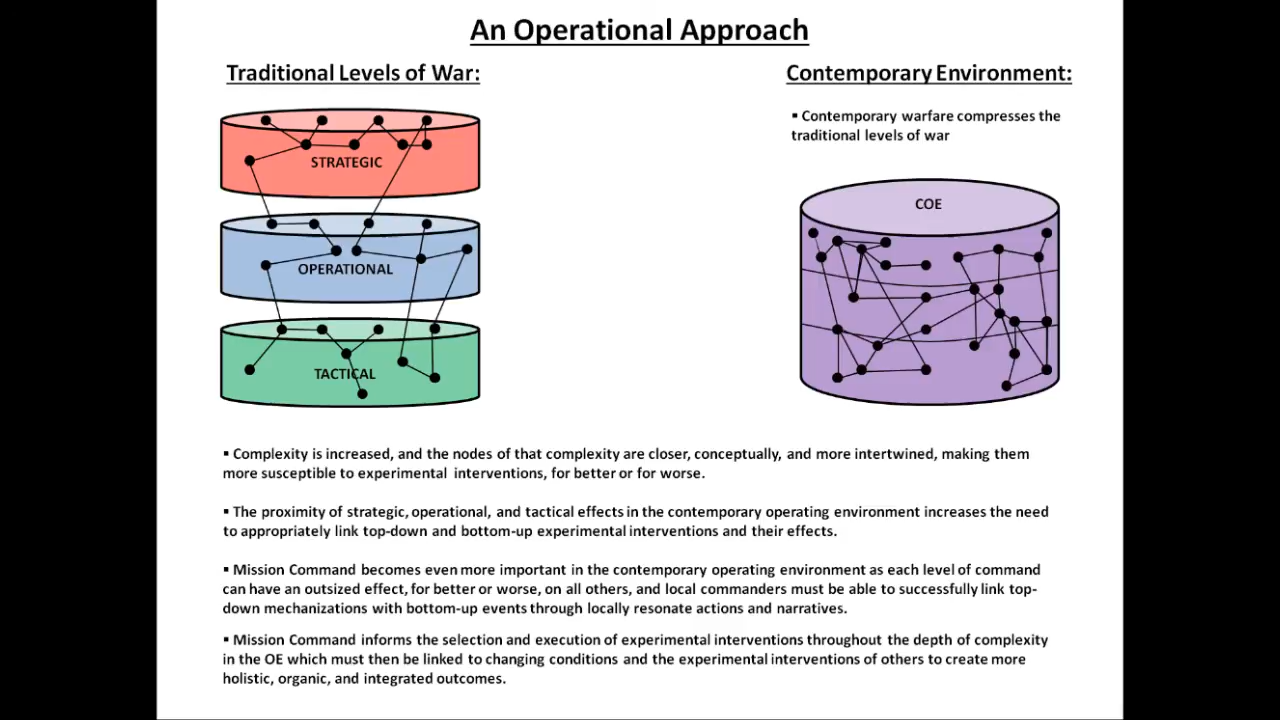 An Operational Approach
Traditional Levels of War:
Contemporary Environment:
▪ Contemporary warfare compresses the
traditional levels of war
STRATEGIC
OPERATIONAL
TACTICAL
COE
▪ Complexity is increased, and the nodes of that complexity are closer, conceptually, and more intertwined, making them
more susceptible to experimental interventions, for better or for worse.
▪ The proximity of strategic, operational, and tactical effects in the contemporary operating environment increases the need
to appropriately link top-down and bottom-up experimental interventions and their effects.
▪ Mission Command becomes even more important in the contemporary operating environment as each level of command
can have an outsized effect, for better or worse, on all others, and local commanders must be able to successfully link top-
down mechanizations with bottom-up events through locally resonate actions and narratives.
▪ Mission Command informs the selection and execution of experimental interventions throughout the depth of complexity
in the OE which must then be linked to changing conditions and the experimental interventions of others to create more
holistic, organic, and integrated outcomes.